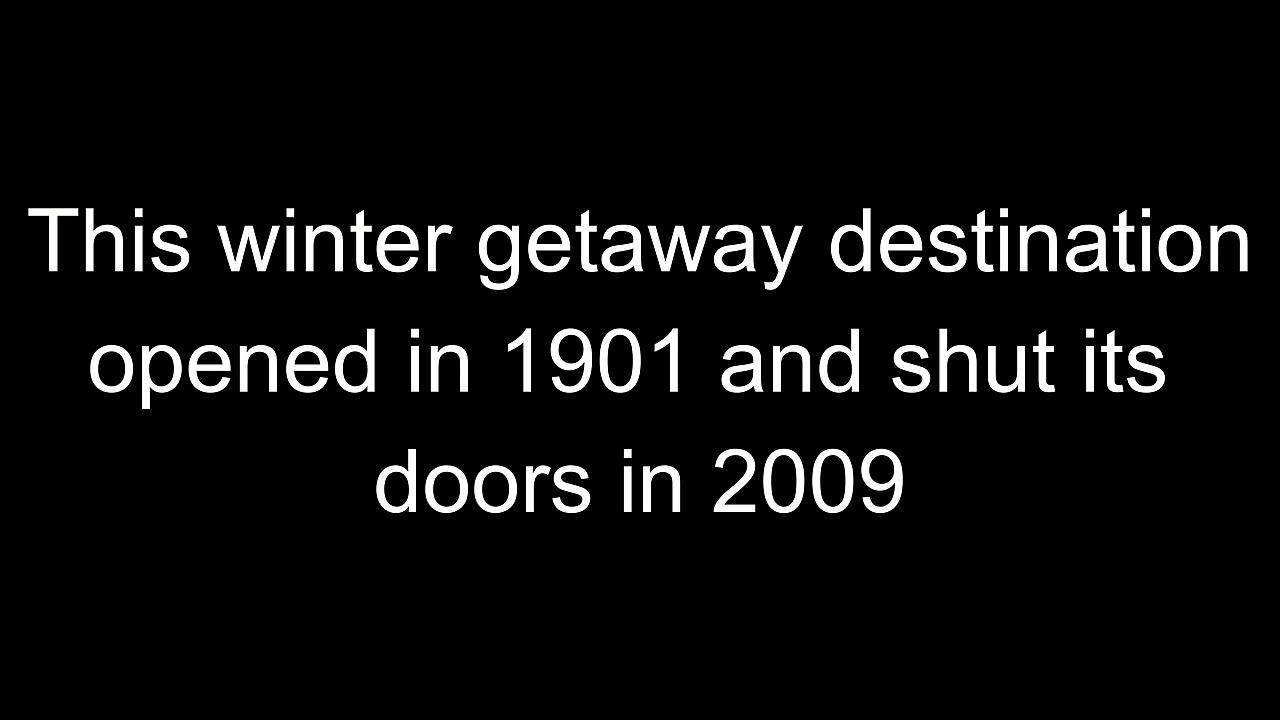 This winter getaway destination
opened in 1901 and shut its
doors in 2009